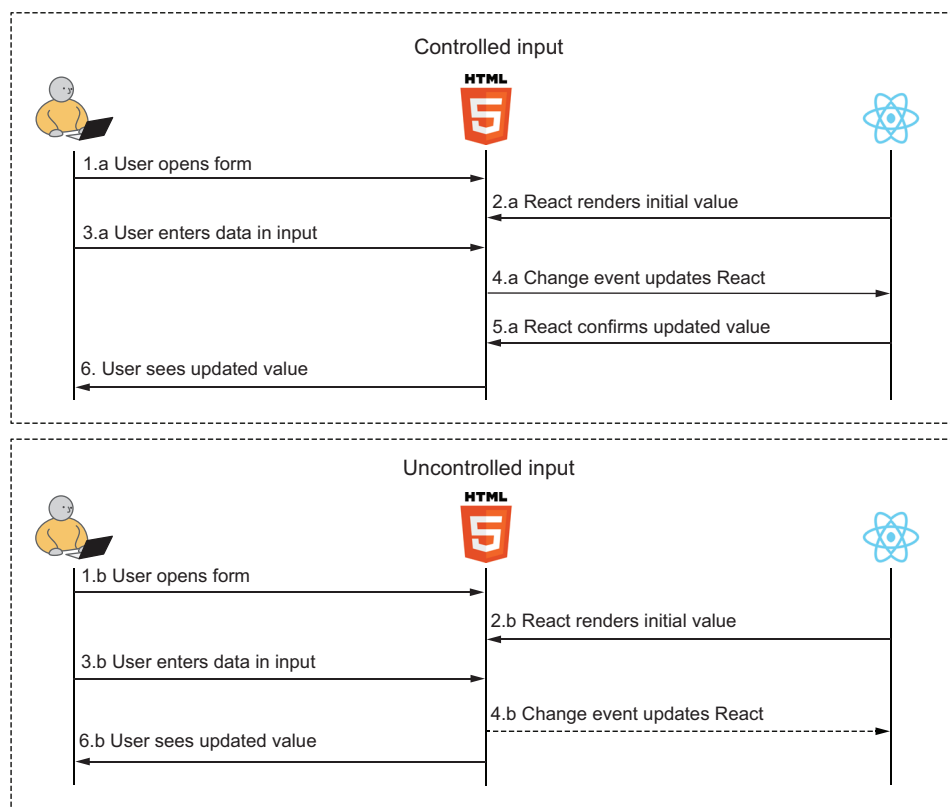 Controlled input
HTML
5
1.a User opens form
2.a React renders initial value
3.a User enters data in input
4.a Change event updates React
5.a React confirms updated value
6. User sees updated value
Uncontrolled input
HTML
5
1.b User opens form
2.b React renders initial value
3.b User enters data in input
4.b Change event updates React
6.b User sees updated value